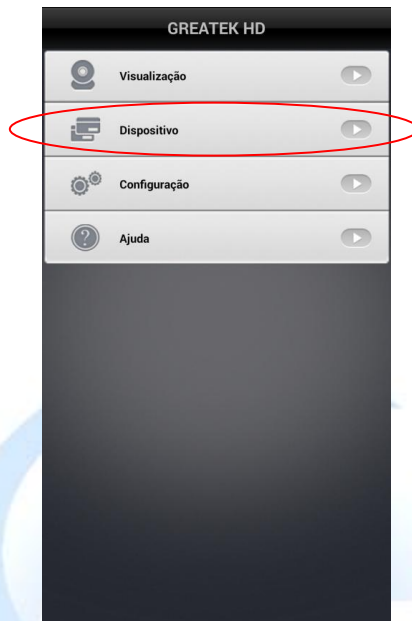 GREATEK HD
Visualização
Dispositivo
Configuração
Ajuda